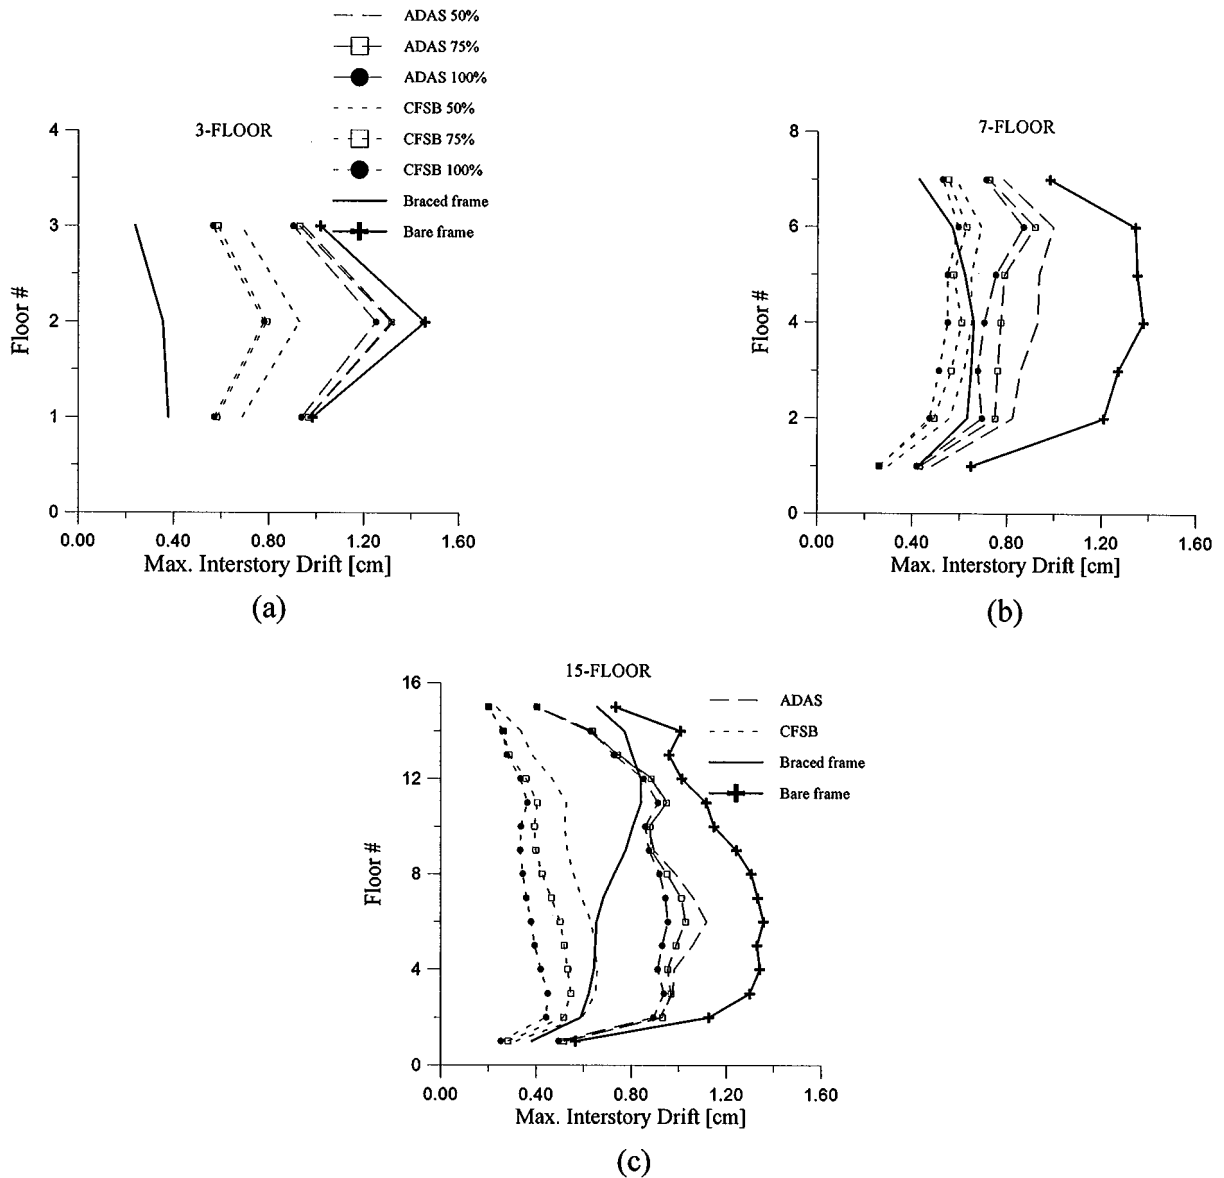 ADAS 50%
ADAS 75%
ADAS 100%
CFSB 50%
CFSB 75%
CFSB 100%
Braced frame
Bare frame
3-FLOOR
4
3
2
1
0
Floor #
0.00 0.40 0.80 1.20 1.60
Max. Interstory Drift [cm]
(a)
7-FLOOR
8
6
4
2
0
Floor #
0.00 0.40 0.80 1.20 1.60
Max. Interstory Drift [cm]
(b)
15-FLOOR
16
12
8
4
0
Floor #
ADAS
CFSB
Braced frame
Bare frame
0.00 0.40 0.80 1.20 1.60
Max. Interstory Drift [cm]
(c)